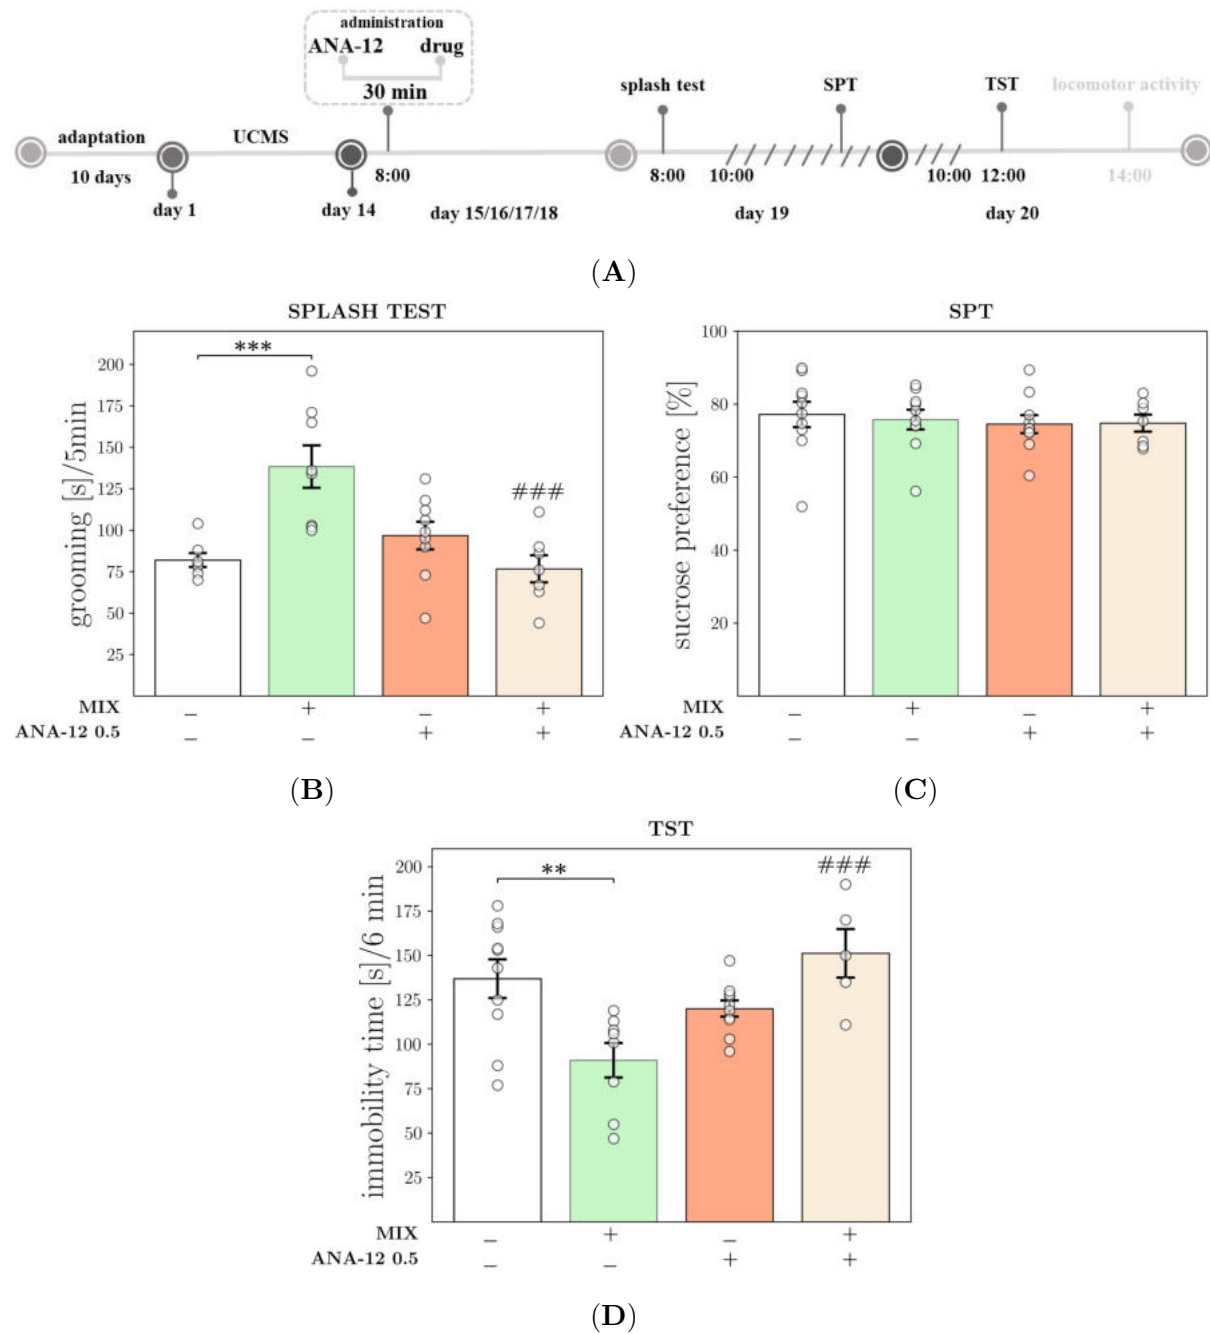 administration
ANA-12 drug
30 min
splash test SPT TST locomotor activity
adaptation UCMS
10 days 8:00 8:00 10:00 10:00 12:00 14:00
day 1 day 14 day 15/16/17/18 day 19 day 20
(A)
SPLASH TEST
grooming [s]/5min
200
175
150
125
100
75
50
25
***
###
MIX – + – +
ANA-12 0.5 – – + +
(B)
SPT
sucrose preference [%]
100
80
60
40
20
MIX – + – +
ANA-12 0.5 – – + +
(C)
TST
immobility time [s]/6 min
200
175
150
125
100
75
50
25
**
###
MIX – + – +
ANA-12 0.5 – – + +
(D)